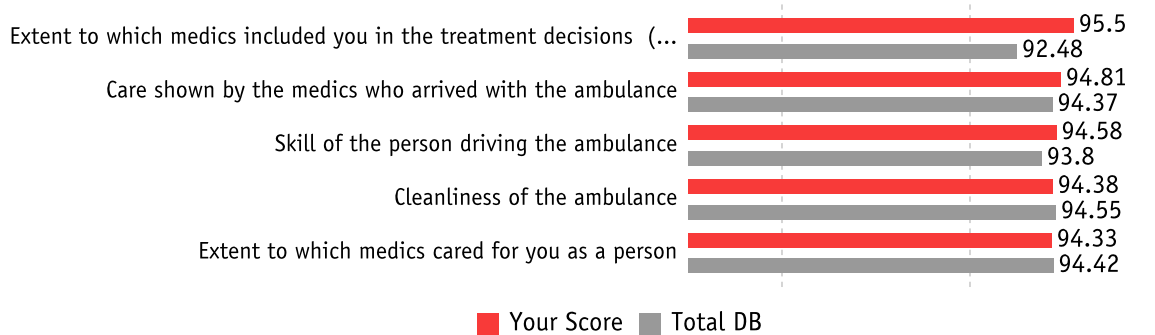 Extent to which medics included you in the treatment decisions (...
95.5
92.48
Care shown by the medics who arrived with the ambulance
94.81
94.37
Skill of the person driving the ambulance
94.58
93.8
Cleanliness of the ambulance
94.38
94.55
Extent to which medics cared for you as a person
94.33
94.42
Your Score Total DB